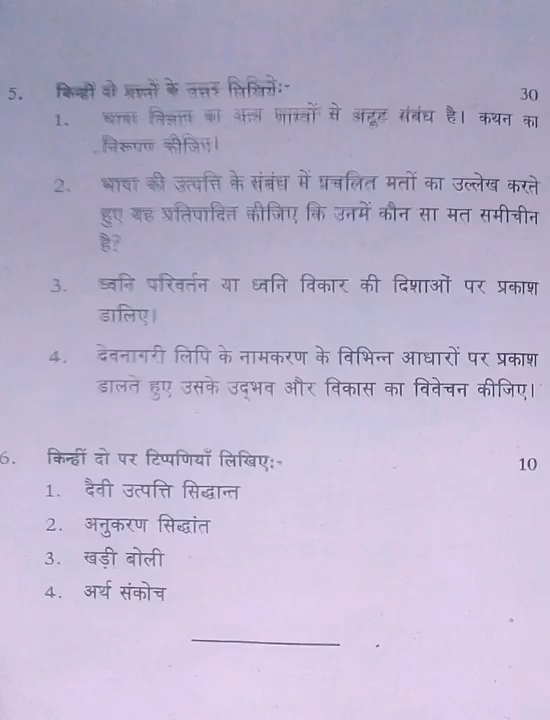 5. किन्हीं दो प्रश्नों के उत्तर लिखिये:- 30
1. भाषा विज्ञान का अन्य शास्त्रों से अटूट संबंध है। कथन का
निरूपण कीजिए।
2. भाषा की उत्पत्ति के संबंध में प्रचलित मतों का उल्लेख करते
हुए यह प्रतिपादित कीजिए कि उनमें कौन सा मत समीचीन
है?
3. ध्वनि परिवर्तन या ध्वनि विकार की दिशाओं पर प्रकाश
डालिए।
4. देवनागरी लिपि के नामकरण के विभिन्न आधारों पर प्रकाश
डालते हुए उसके उद्‌भव और विकास का विवेचन कीजिए।
6. किन्हीं दो पर टिप्पणियाँ लिखिए:- 10
1. दैवी उत्पत्ति सिद्धान्त
2. अनुकरण सिद्धांत
3. खड़ी बोली
4. अर्थ संकोच